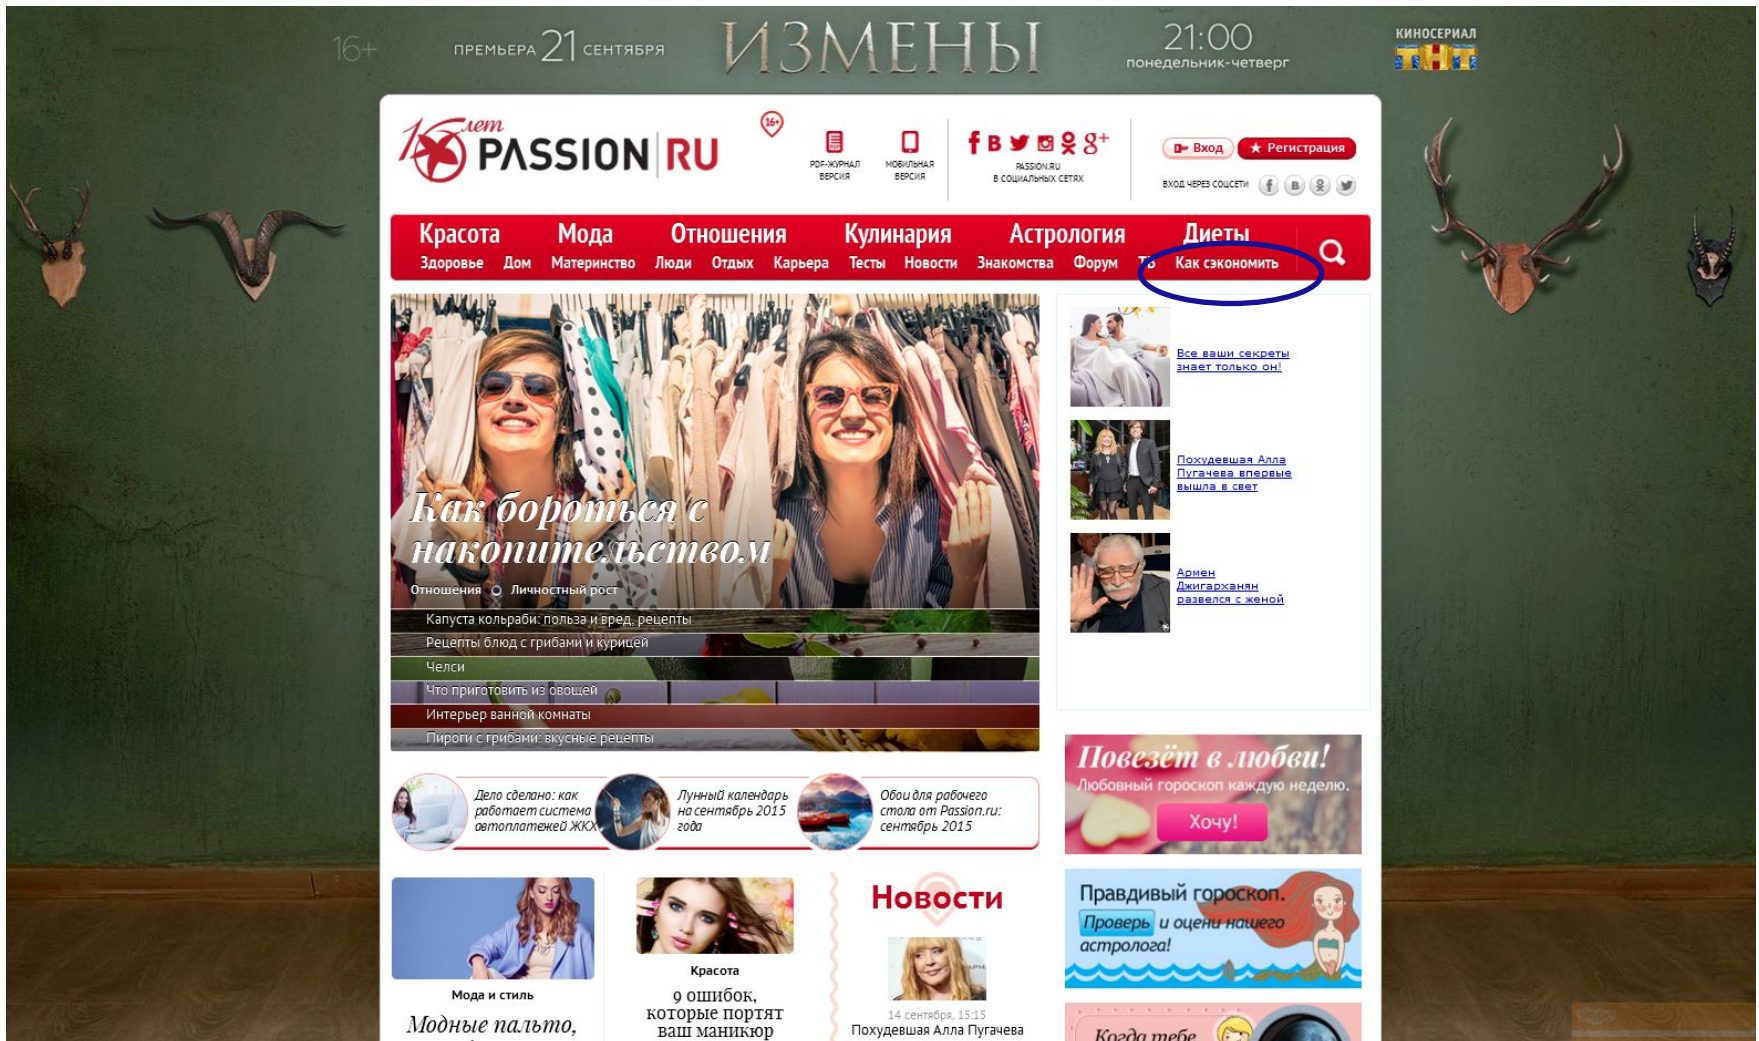 16+
ПРЕМЬЕРА 21 СЕНТЯБРЯ
ИЗМЕНЫ
21:00
понедельник-четверг
КИНОСЕРИАЛ
ТНТ
16 лет
PASSION RU
16+
PDF-ЖУРНАЛ
ВЕРСИЯ
МОБИЛЬНАЯ
ВЕРСИЯ
PASSION.RU
В СОЦИАЛЬНЫХ СЕТЯХ
Вход
Регистрация
ВХОД ЧЕРЕЗ СОЦСЕТИ
Красота Мода Отношения Кулинария Астрология Диеты
Здоровье Дом Материнство Люди Отдых Карьера Тесты Новости Знакомства Форум ТВ Как сэкономить
Как бороться с
накопительством
Отношения Личностный рост
Капуста кольраби: польза и вред, рецепты
Рецепты блюд с грибами и курицей
Челси
Что приготовить из овощей
Интерьер ванной комнаты
Пироги с грибами: вкусные рецепты
Все ваши секреты
знает только он!
Похудевшая Алла
Пугачева впервые
вышла в свет
Армен
Джигарханян
развелся с женой
Дело сделано: как
работает система
автоплатежей ЖКХ
Лунный календарь
на сентябрь 2015
года
Обои для рабочего
стола от Passion.ru:
сентябрь 2015
Повезёт в любви!
Любовный гороскоп каждую неделю.
Хочу!
Правдивый гороскоп.
Проверь и оцени нашего
астролога!
Когда тебе
Мода и стиль
Модные пальто,
Красота
9 ошибок,
которые портят
ваш маникюр
Новости
14 сентября, 15:15
Похудевшая Алла Пугачева